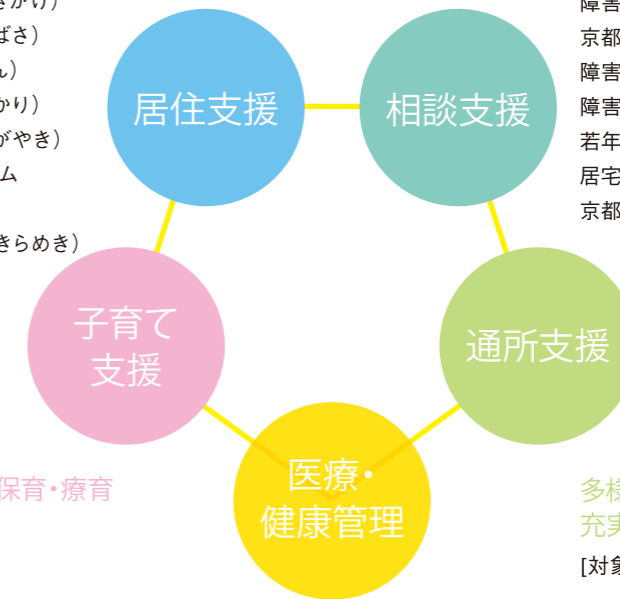 かけ）
ばさ）
ん）
かり）
がやき）
ム
きらめき）
居住支援
相談支援
障害
京都
障害
障害
若年
居宅
京都
子育て
支援
通所支援
医療・
健康管理
保育・療育
多様
充実
[対象